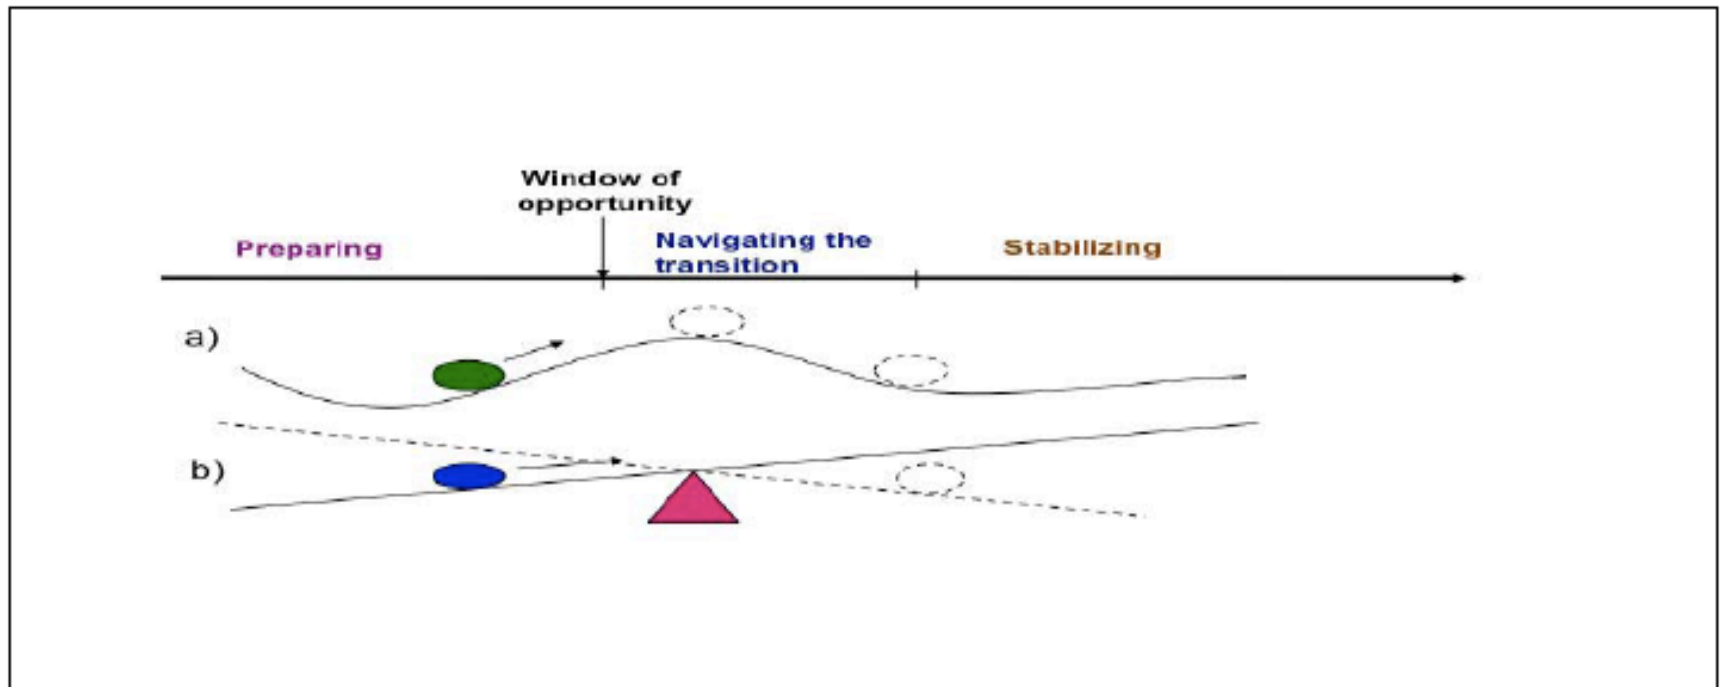 Window of
opportunity
Preparing
Navigating the
transition
Stabilizing
a)
b)